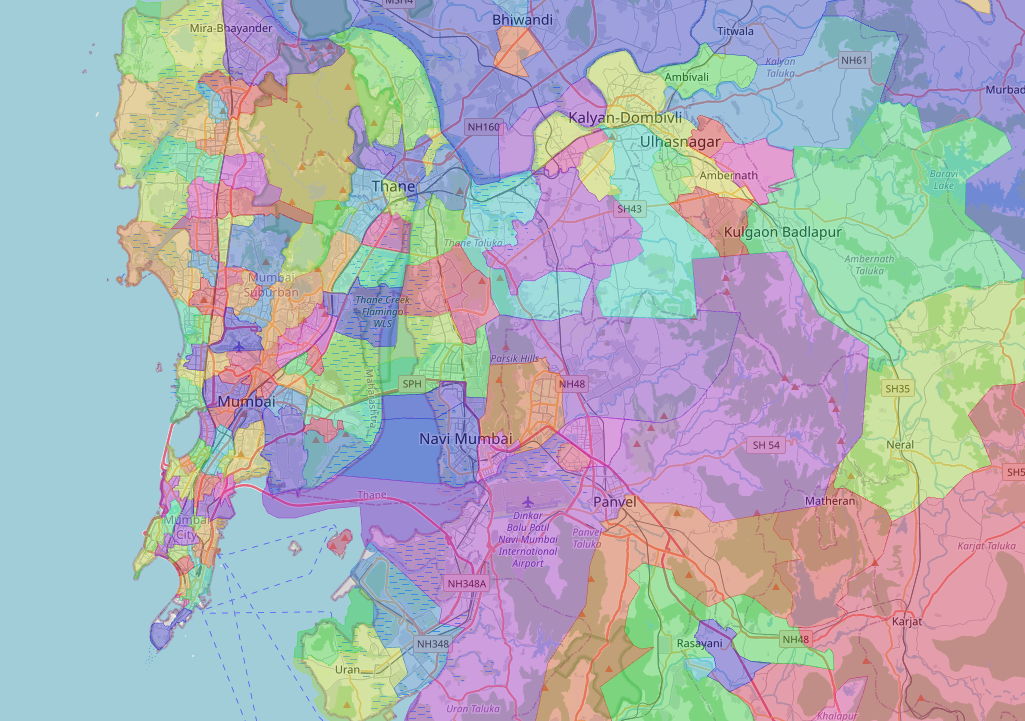 MSH4
Bhiwandi
Mira-Bhayander
Titwala
Kalyan
Taluka
NH61
Ambivali
Murbad
Kalyan-Dombivli
NH160
Ulhasnagar
Ambernath
Baravi
Lake
Thane
SH43
Kulgaon Badlapur
Thane Taluka
Ambernath
Taluka
Mumbai
Suburban
Thane Creek
Flamingo
WLS
Parsik Hills
SPH
NH48
SH35
Maharashtra
Mumbai
Navi Mumbai
SH 54
Neral
SH5
Thane
Panvel
Matheran
Mumbai
City
Dinkar
Balu Patil
Navi Mumbai
International
Airport
Panvel
Taluka
Karjat Taluka
NH348A
Karjat
NH348
Rasayani
NH48
Uran
Uran Taluka
Khalapur